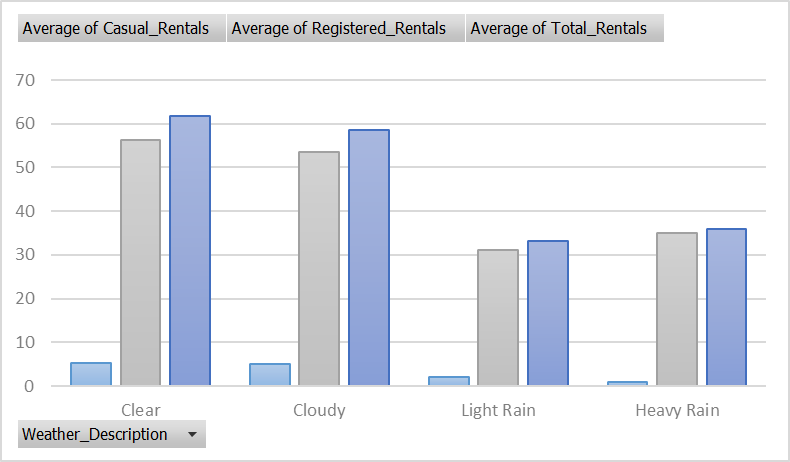 Average of Casual_Rentals Average of Registered_Rentals Average of Total_Rentals
70
60
50
40
30
20
10
0
Clear Cloudy Light Rain Heavy Rain
Weather_Description